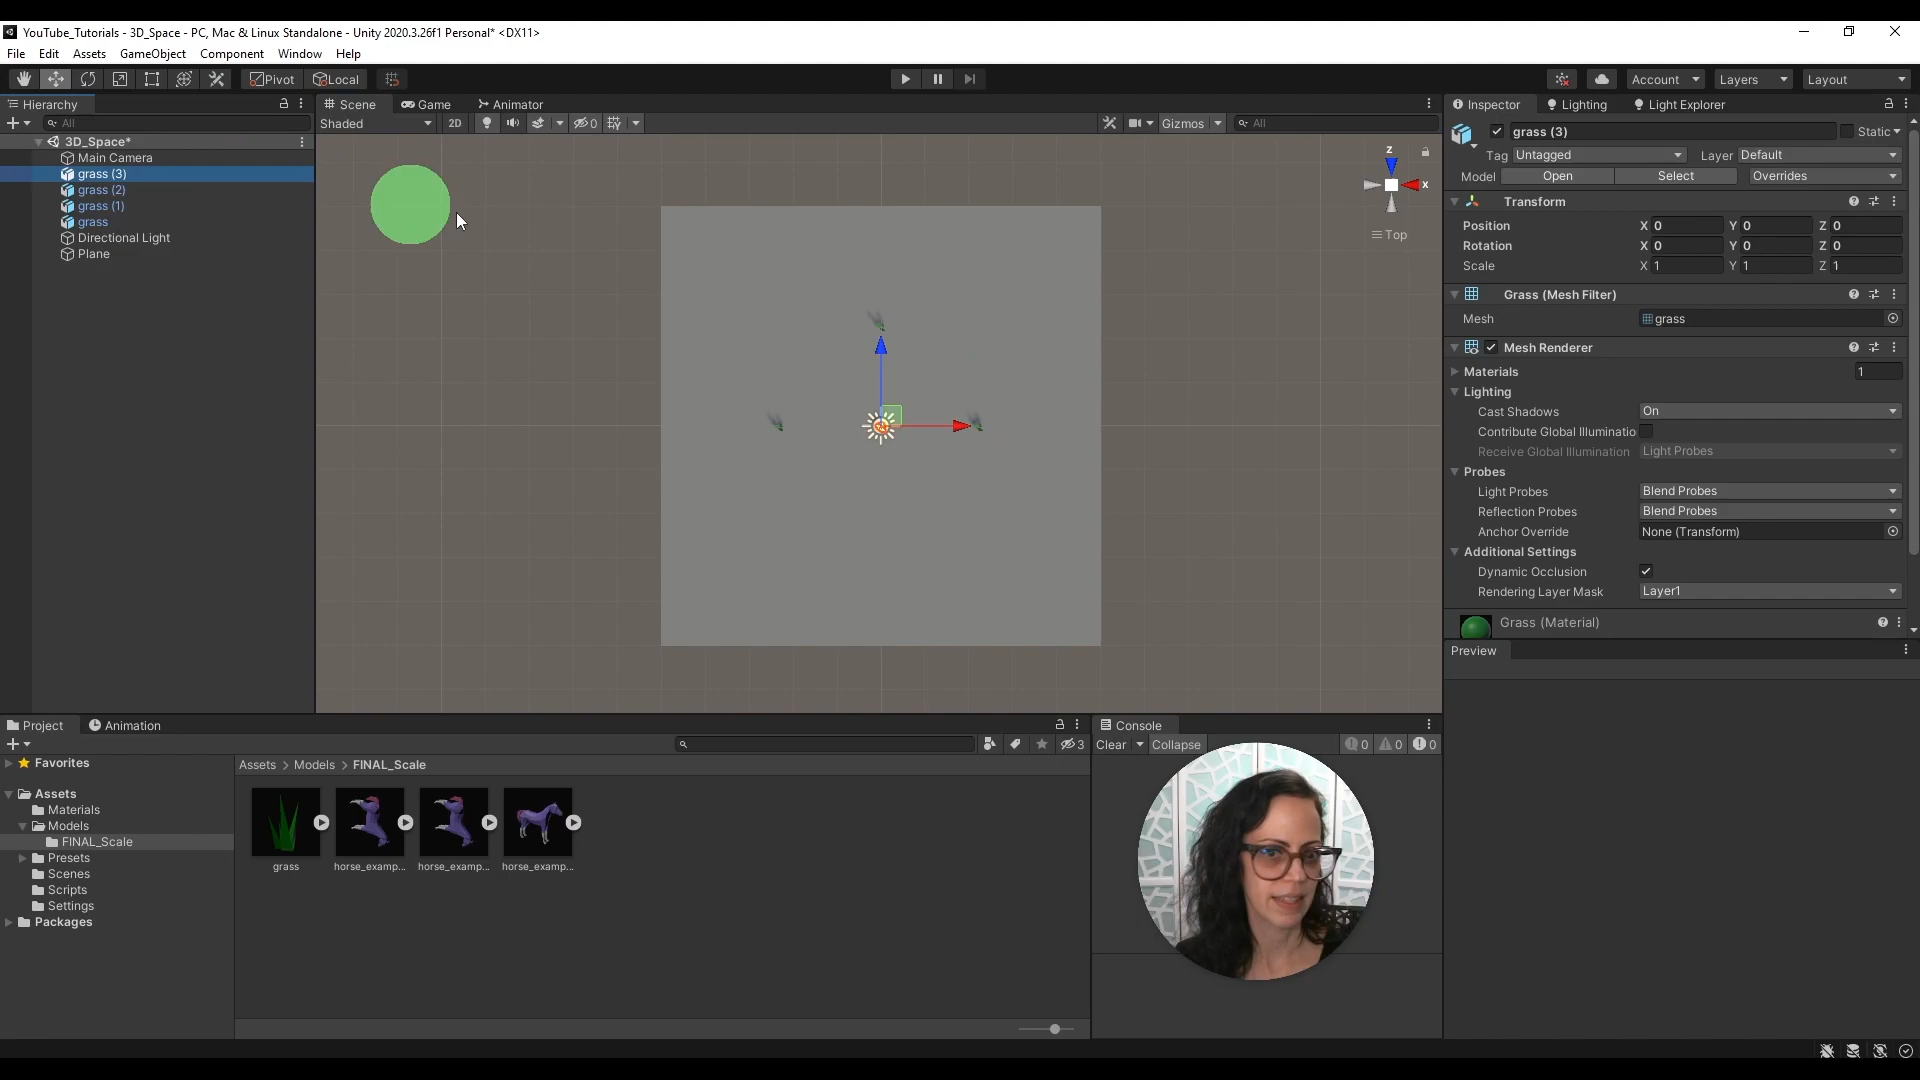 YouTube_Tutorials - 3D_Space - PC, Mac & Linux Standalone - Unity 2020.3.26f1 Personal* <DX11>
File Edit Assets GameObject Component Window Help
Pivot Local Account Layers Layout
Hierarchy
All
3D_Space*
Main Camera
grass (3)
grass (2)
grass (1)
grass
Directional Light
Plane
Scene Game Animator
Shaded 2D 0 Gizmos All
z
x
Top
Inspector Lighting Light Explorer
grass (3) Static
Tag Untagged Layer Default
Model Open Select Overrides
Transform
Position X 0 Y 0 Z 0
Rotation X 0 Y 0 Z 0
Scale X 1 Y 1 Z 1
Grass (Mesh Filter)
Mesh grass
Mesh Renderer
Materials 1
Lighting
Cast Shadows On
Contribute Global Illuminatio
Receive Global Illumination Light Probes
Probes
Light Probes Blend Probes
Reflection Probes Blend Probes
Anchor Override None (Transform)
Additional Settings
Dynamic Occlusion
Rendering Layer Mask Layer1
Grass (Material)
Preview
Project Animation
3
Favorites
Assets
Materials
Models
FINAL_Scale
Presets
Scenes
Scripts
Settings
Packages
Assets > Models > FINAL_Scale
grass horse_examp... horse_examp... horse_examp...
Console
Clear Collapse 0 0 0